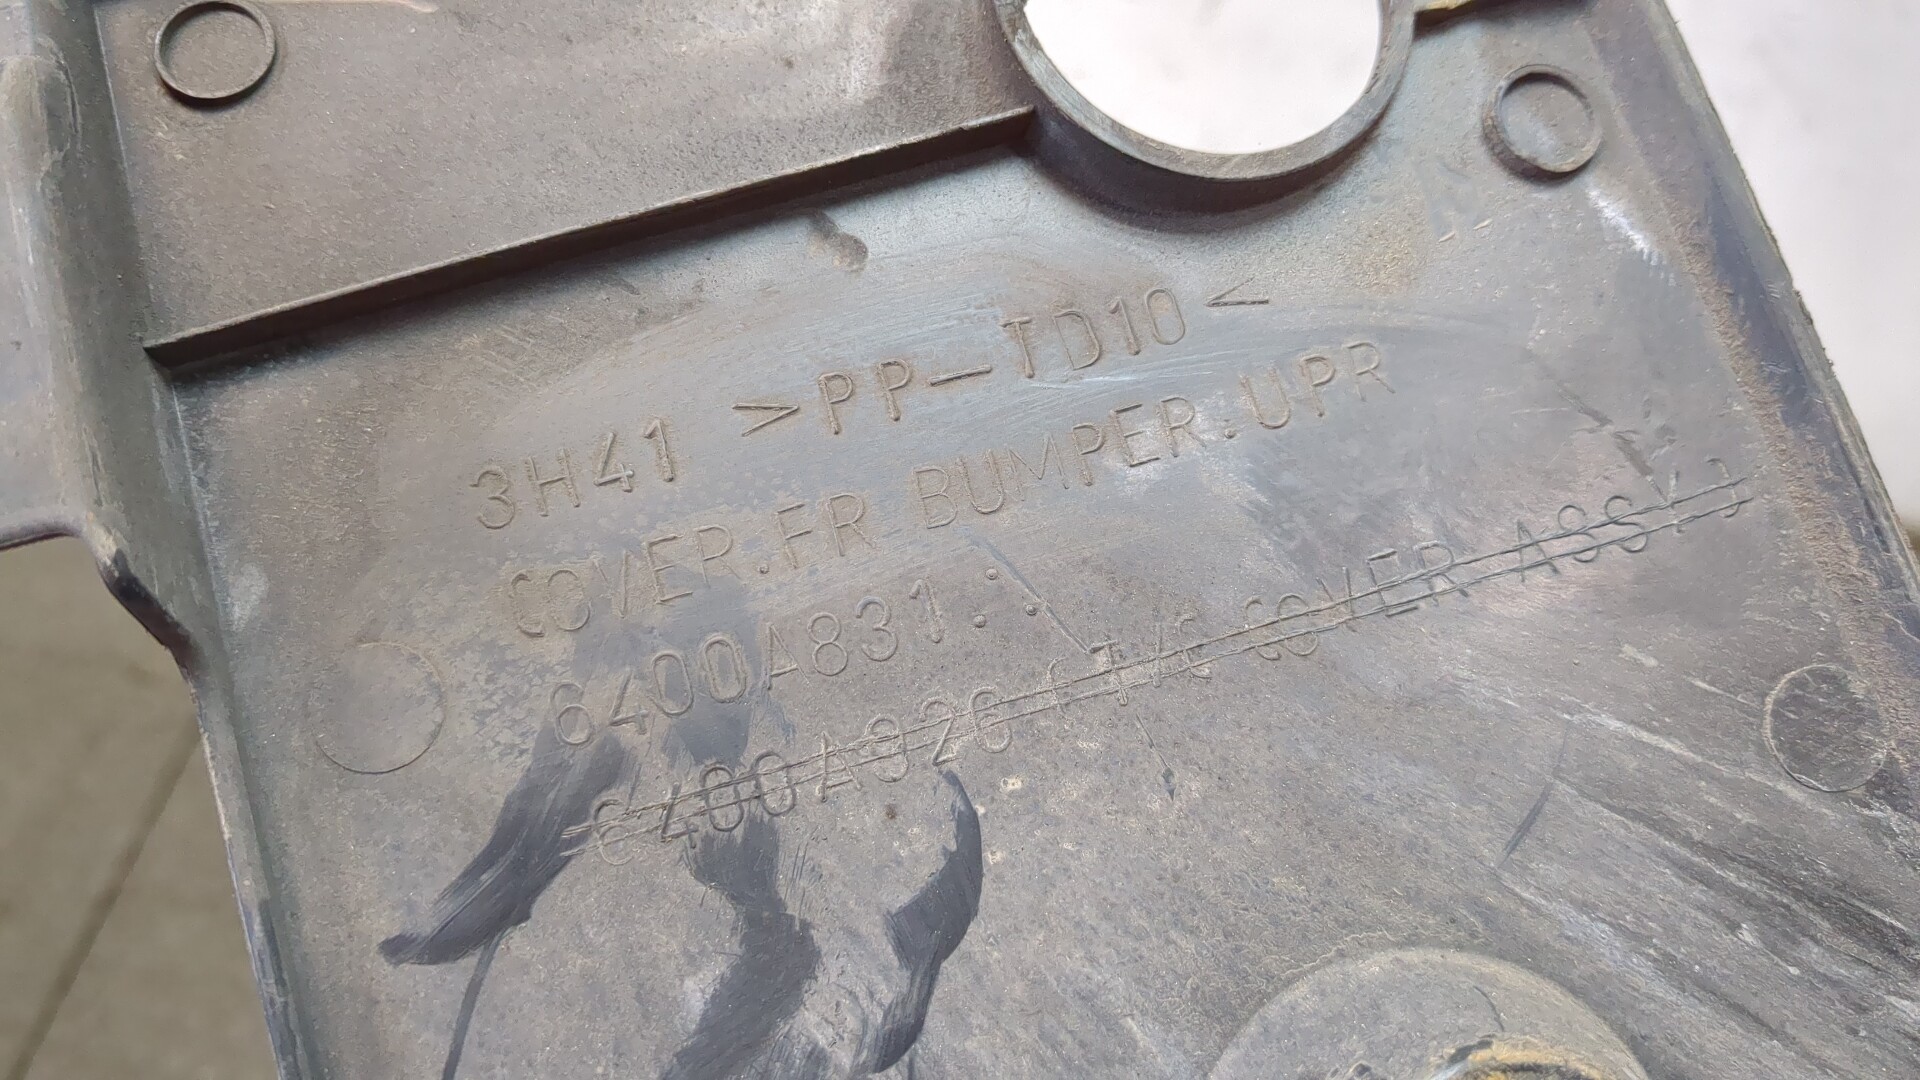 3H41 >PP-TD10<
COVER.FR BUMPER.UPR
6400A831
6400A926 (T/C COVER ASSY)